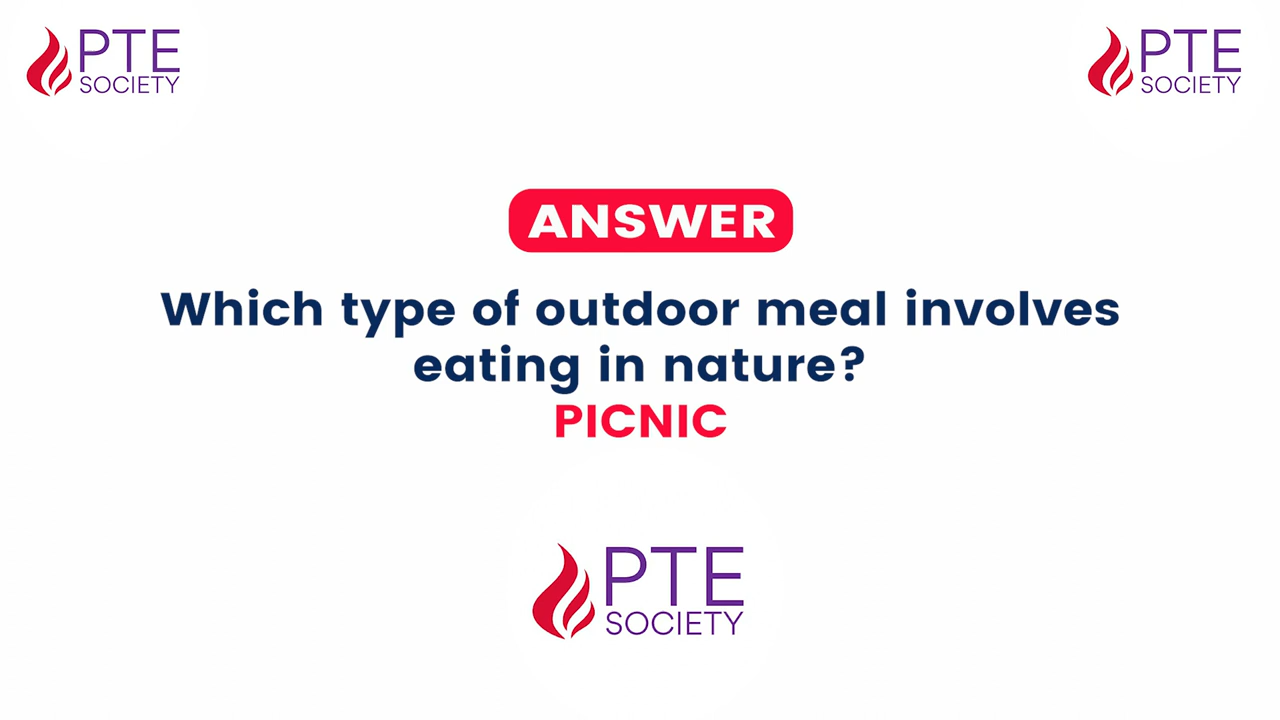 PTE
SOCIETY
PTE
SOCIETY
ANSWER
Which type of outdoor meal involves
eating in nature?
PICNIC
PTE
SOCIETY